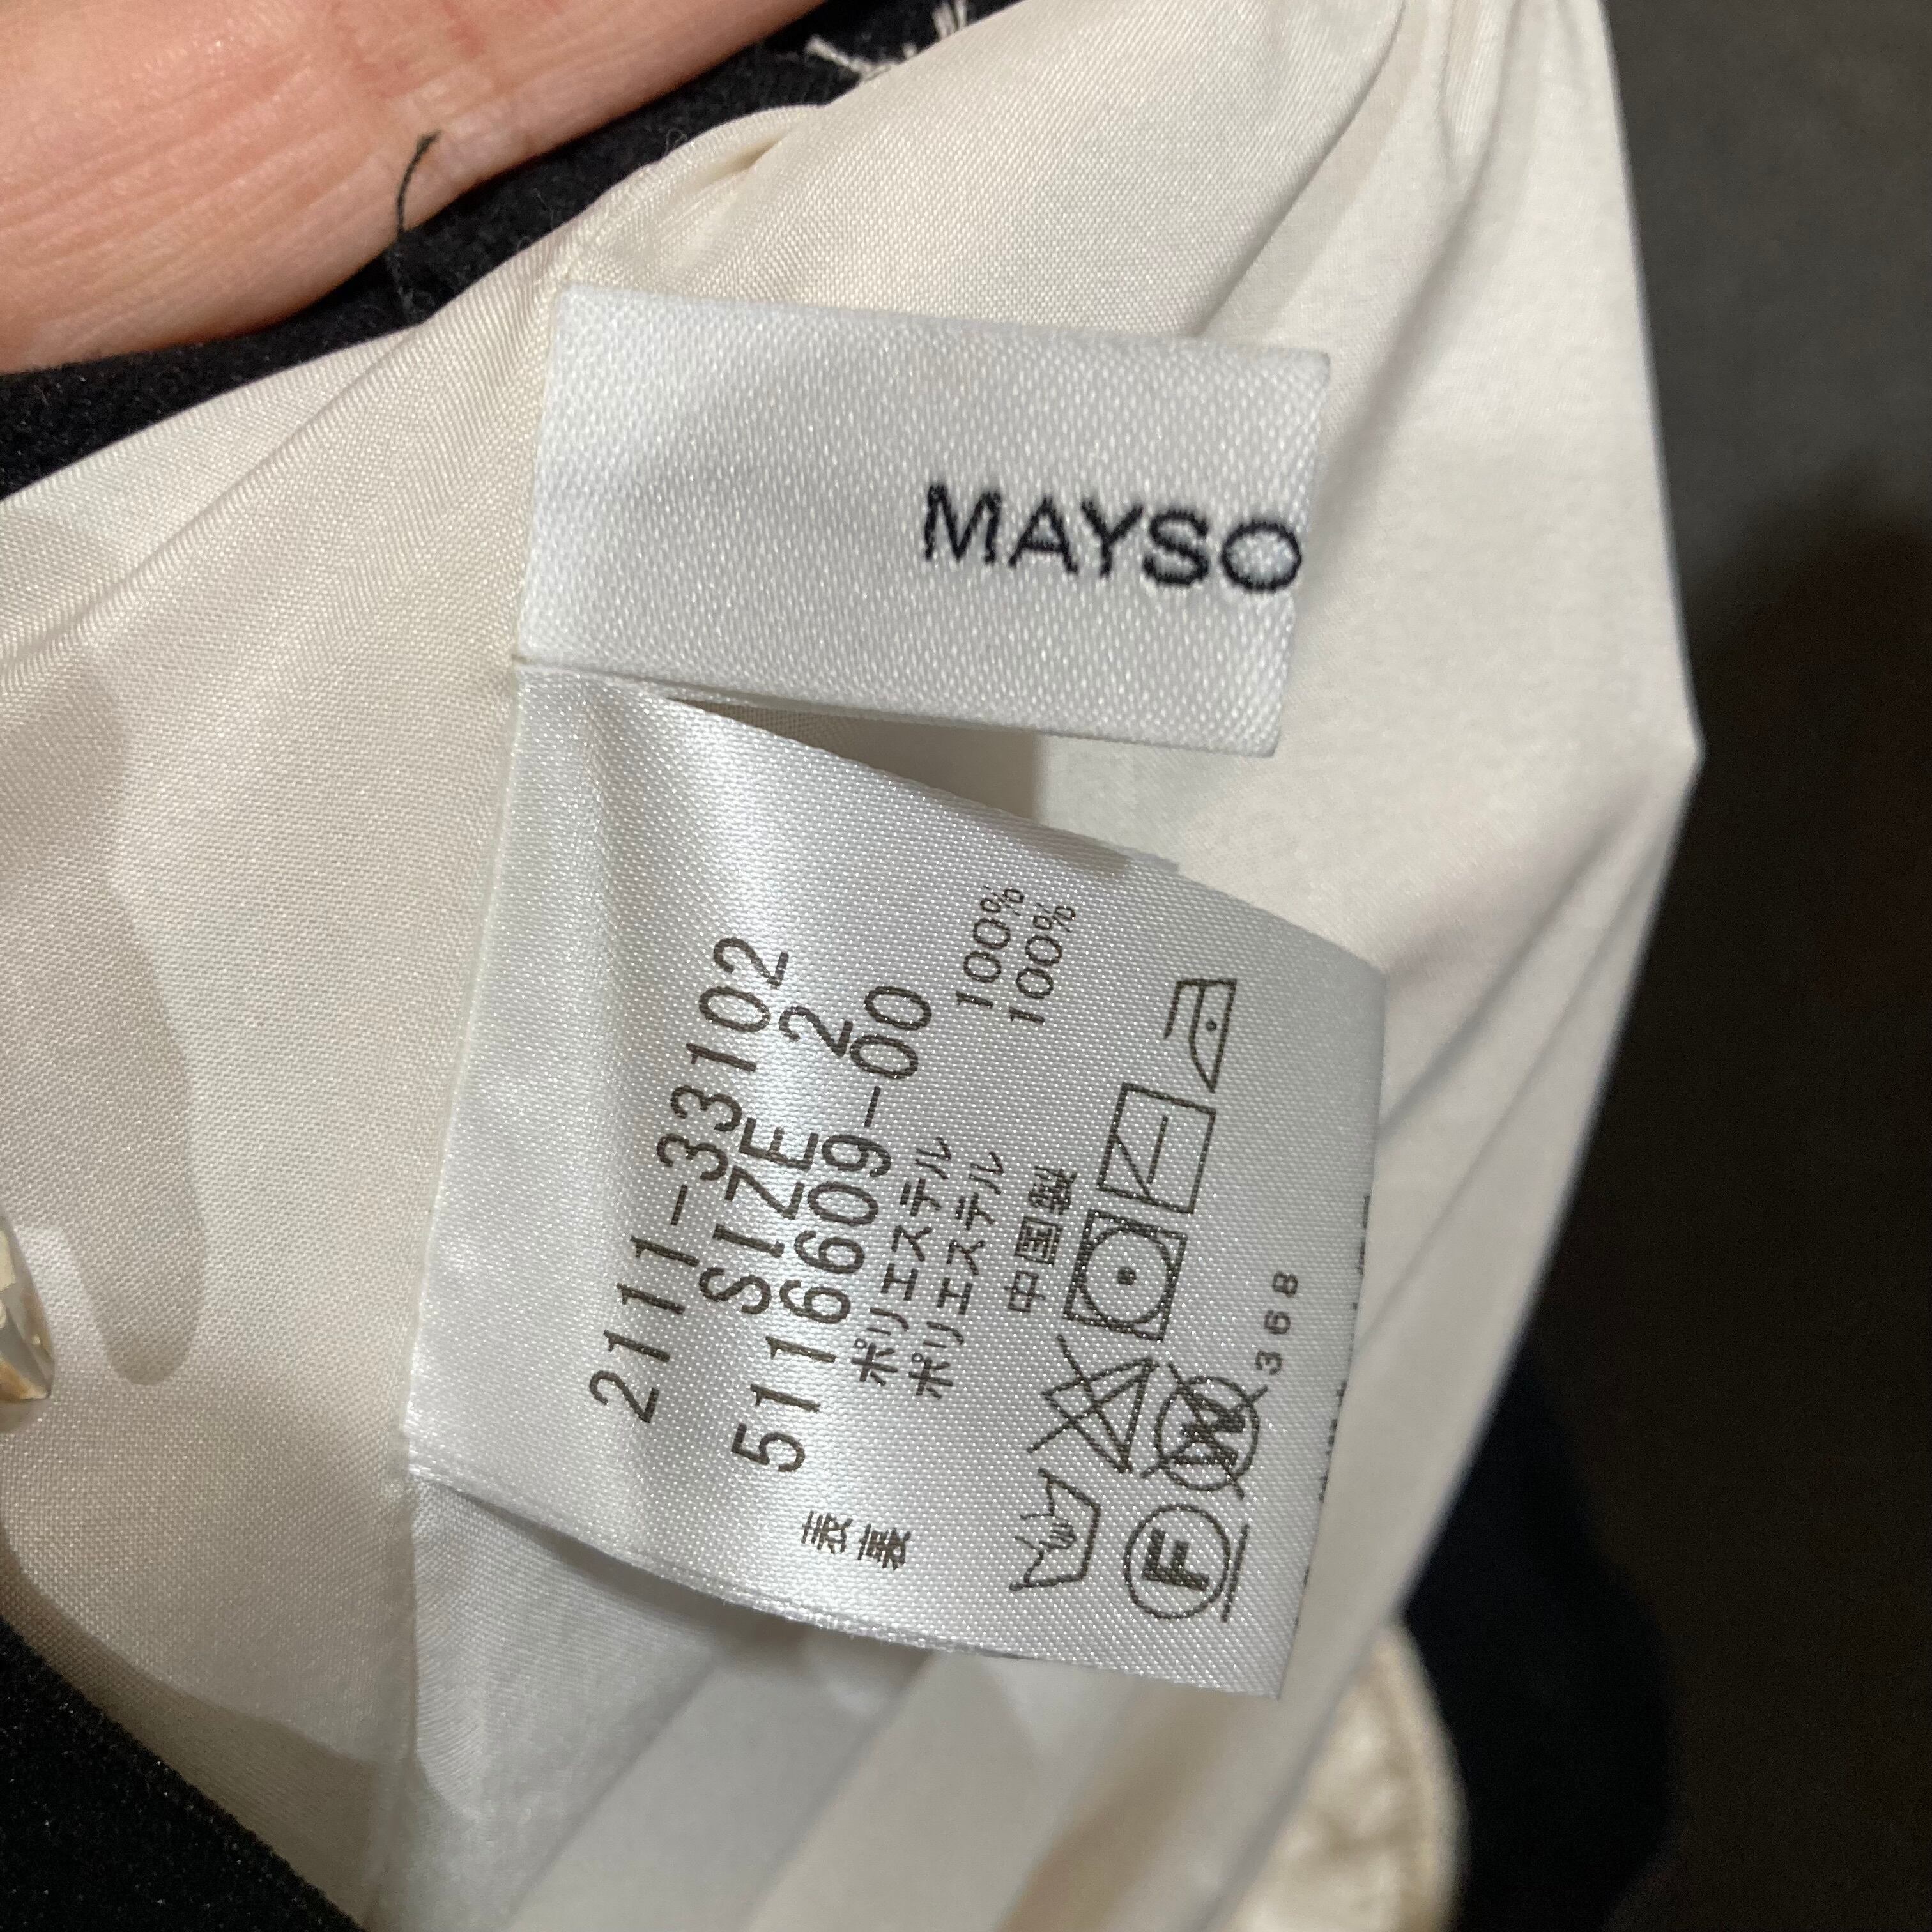 MAYSO
2111-33102
SIZE 2
5116609-00
表 ポリエステル 100%
裏 ポリエステル 100%
中国製
F
W
368